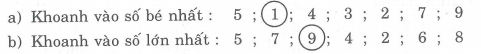 a) Khoanh vào số bé nhất : 5 ; 1 ; 4 ; 3 ; 2 ; 7 ; 9
b) Khoanh vào số lớn nhất : 5 ; 7 ; 9 ; 4 ; 2 ; 6 ; 8